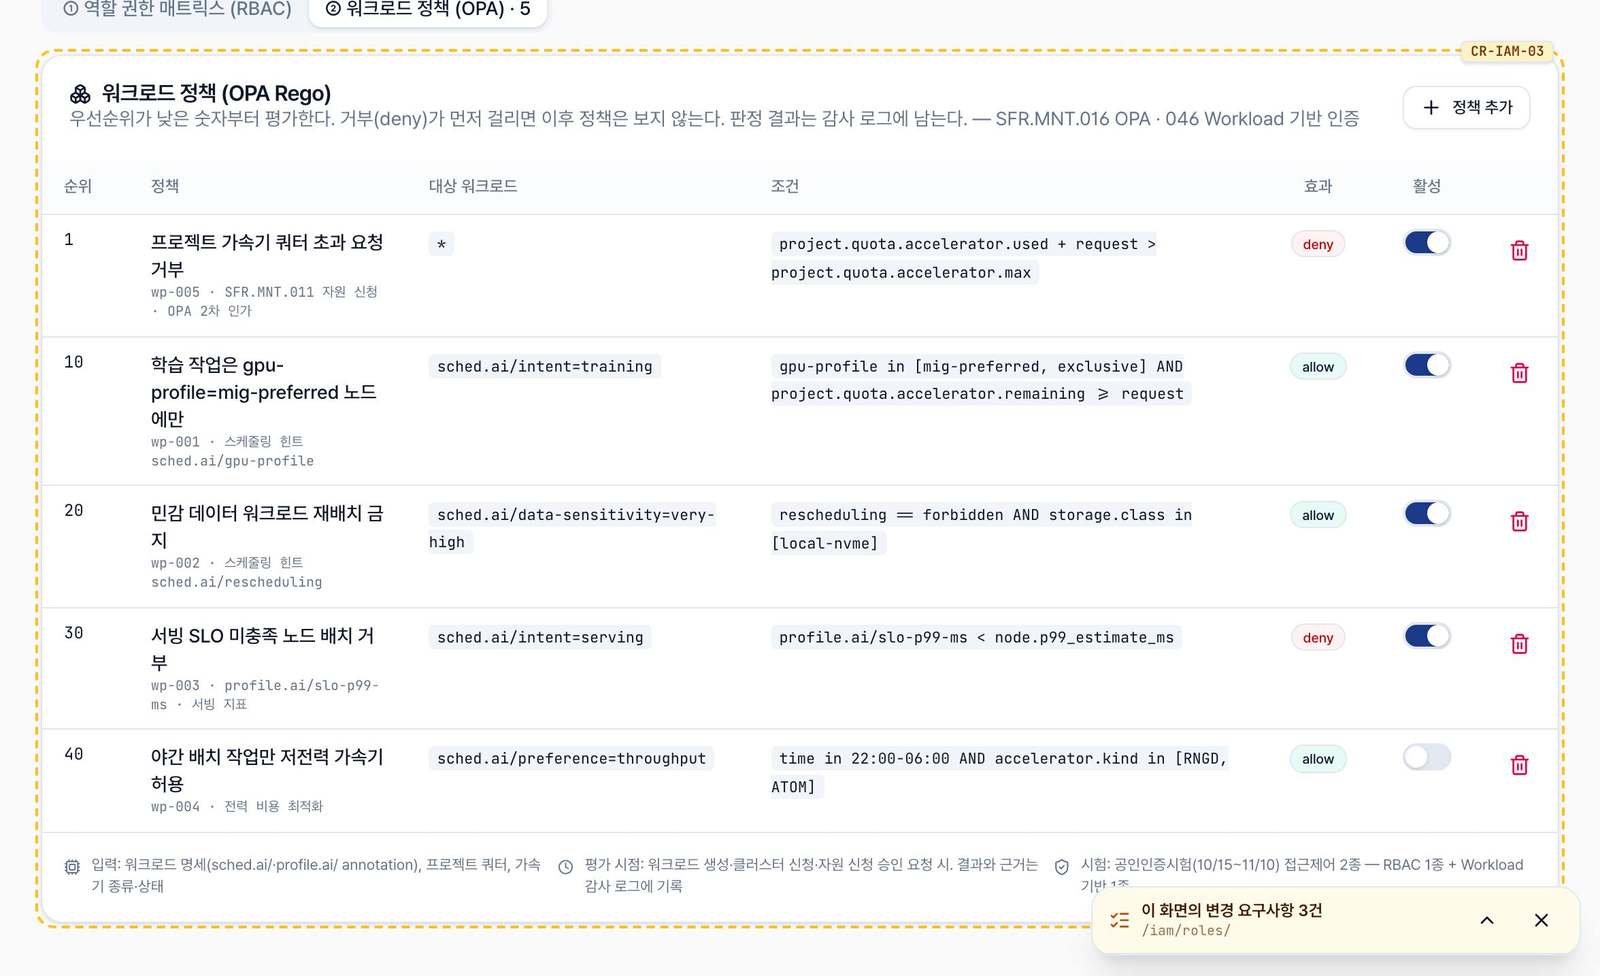 ① 역할 권한 매트릭스 (RBAC)
② 워크로드 정책 (OPA) · 5
CR-IAM-03
워크로드 정책 (OPA Rego)
우선순위가 낮은 숫자부터 평가한다. 거부(deny)가 먼저 걸리면 이후 정책은 보지 않는다. 판정 결과는 감사 로그에 남는다. — SFR.MNT.016 OPA · 046 Workload 기반 인증
정책 추가
순위
정책
대상 워크로드
조건
효과
활성
1
프로젝트 가속기 쿼터 초과 요청
거부
wp-005 · SFR.MNT.011 자원 신청
· OPA 2차 인가
*
project.quota.accelerator.used + request >
project.quota.accelerator.max
deny
10
학습 작업은 gpu-
profile=mig-preferred 노드
에만
wp-001 · 스케줄링 힌트
sched.ai/gpu-profile
sched.ai/intent=training
gpu-profile in [mig-preferred, exclusive] AND
project.quota.accelerator.remaining ≥ request
allow
20
민감 데이터 워크로드 재배치 금
지
wp-002 · 스케줄링 힌트
sched.ai/rescheduling
sched.ai/data-sensitivity=very-
high
rescheduling == forbidden AND storage.class in
[local-nvme]
allow
30
서빙 SLO 미충족 노드 배치 거
부
wp-003 · profile.ai/slo-p99-
ms · 서빙 지표
sched.ai/intent=serving
profile.ai/slo-p99-ms < node.p99_estimate_ms
deny
40
야간 배치 작업만 저전력 가속기
허용
wp-004 · 전력 비용 최적화
sched.ai/preference=throughput
time in 22:00-06:00 AND accelerator.kind in [RNGD,
ATOM]
allow
입력: 워크로드 명세(sched.ai/·profile.ai/ annotation), 프로젝트 쿼터, 가속
기 종류·상태
평가 시점: 워크로드 생성·클러스터 신청·자원 신청 승인 요청 시. 결과와 근거는
감사 로그에 기록
시험: 공인인증시험(10/15~11/10) 접근제어 2종 — RBAC 1종 + Workload
기반 1종
이 화면의 변경 요구사항 3건
/iam/roles/